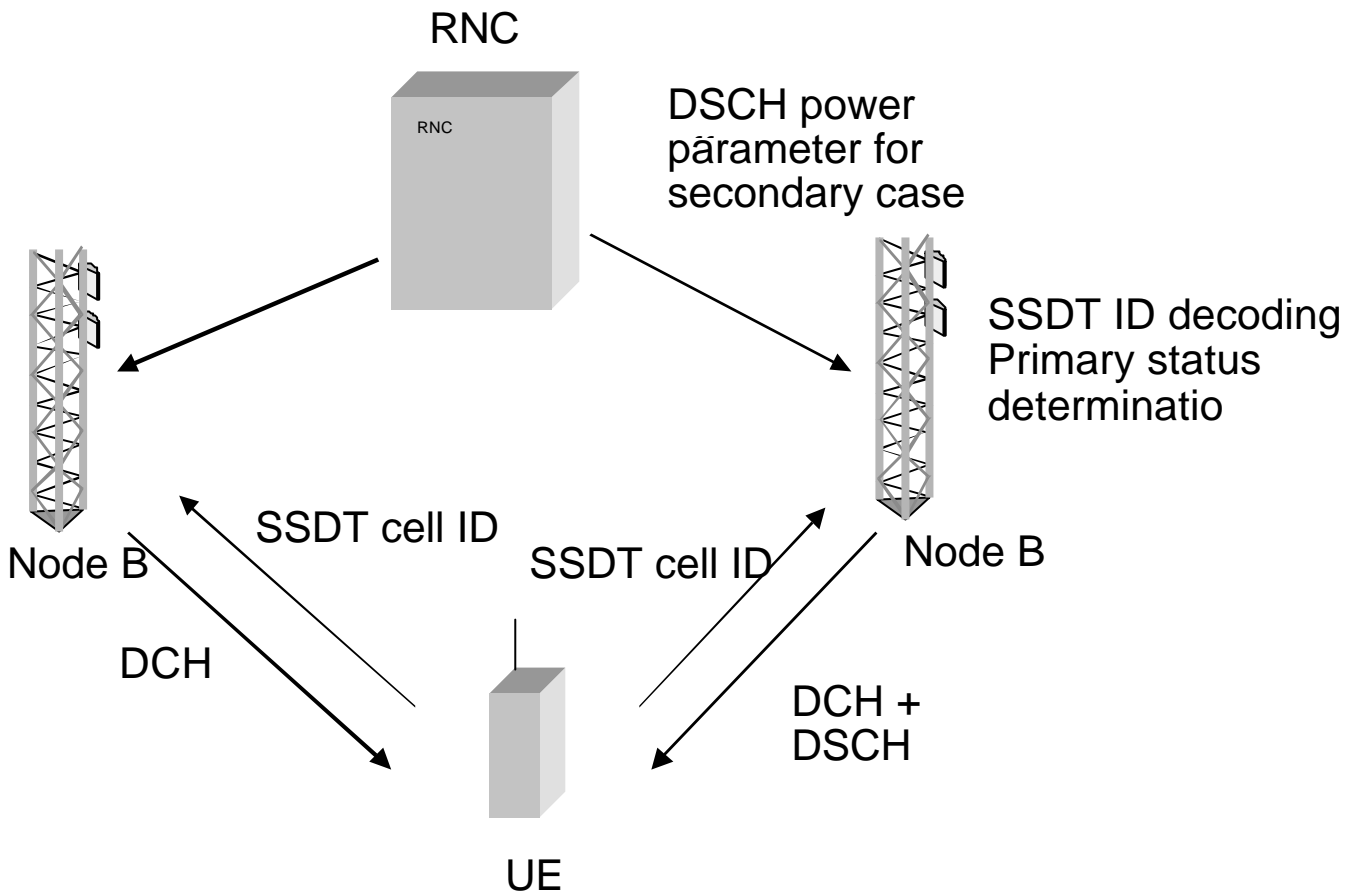 RNC
RNC
DSCH power
pärameter for
secondary case
SSDT ID decoding
Primary status
determinatio
SSDT cell ID
SSDT cell ID
Node B
Node B
DCH
DCH +
DSCH
UE